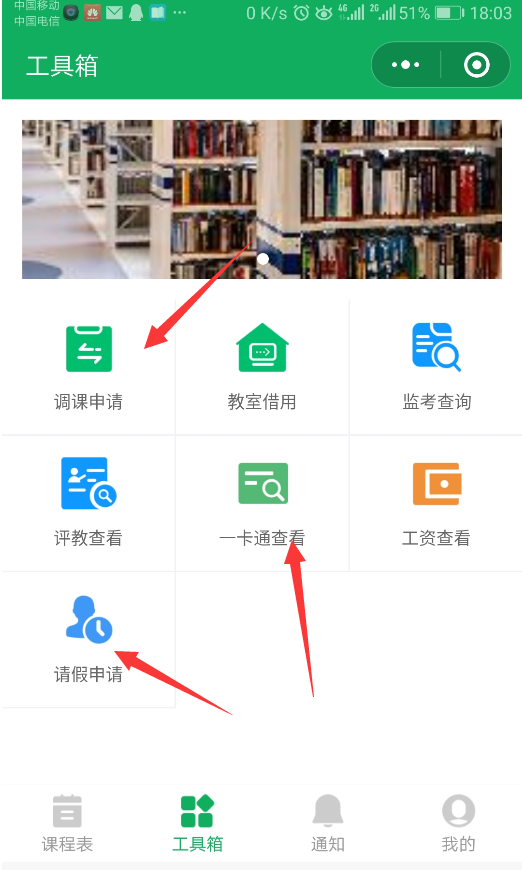 中国移动
中国电信
0 K/s 4G 2G 51% 18:03
工具箱
调课申请
教室借用
监考查询
评教查看
一卡通查看
工资查看
请假申请
课程表
工具箱
通知
我的